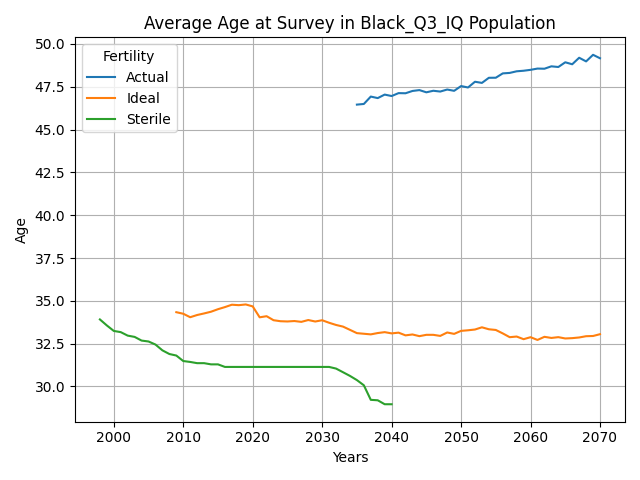 Average Age at Survey in Black_Q3_IQ Population
Fertility
Actual
Ideal
Sterile
50.0
47.5
45.0
42.5
40.0
37.5
35.0
32.5
30.0
Age
2000 2010 2020 2030 2040 2050 2060 2070
Years